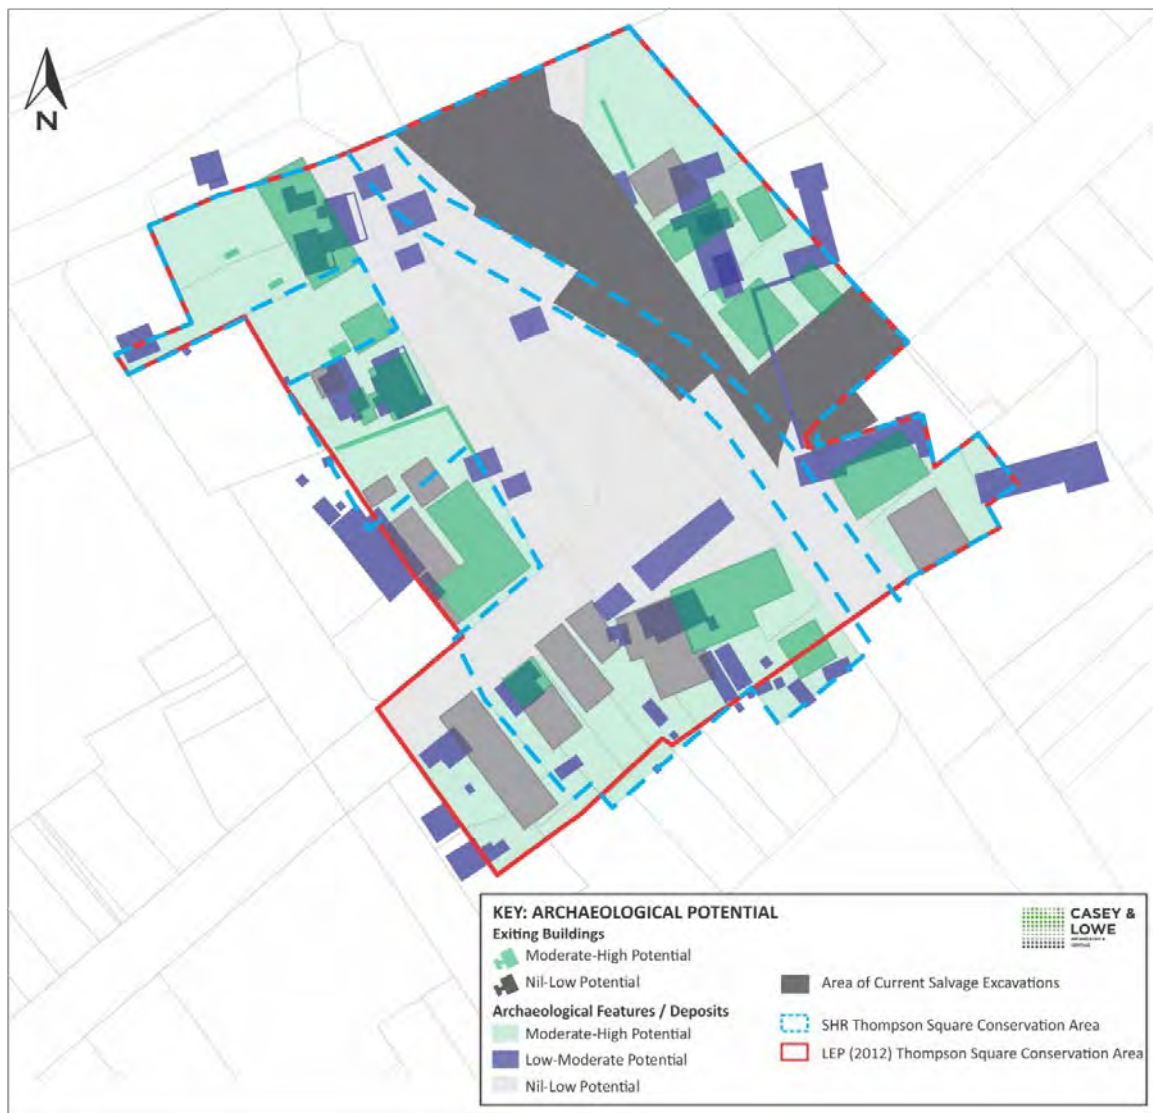 N
KEY: ARCHAEOLOGICAL POTENTIAL
Exiting Buildings
Moderate-High Potential
Nil-Low Potential
Archaeological Features / Deposits
Moderate-High Potential
Low-Moderate Potential
Nil-Low Potential
CASEY &
LOWE
Area of Current Salvage Excavations
SHR Thompson Square Conservation Area
LEP (2012) Thompson Square Conservation Area